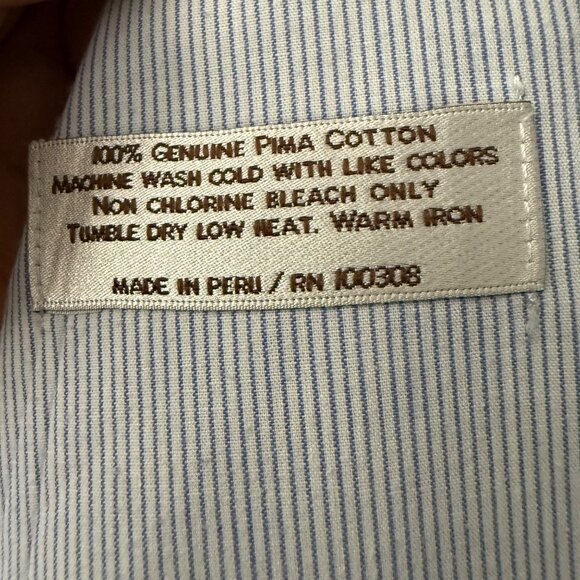 100% GENUINE PIMA COTTON
MACHINE WASH COLD WITH LIKE COLORS
NON CHLORINE BLEACH ONLY
TUMBLE DRY LOW HEAT. WARM IRON
MADE IN PERU / RN 100308